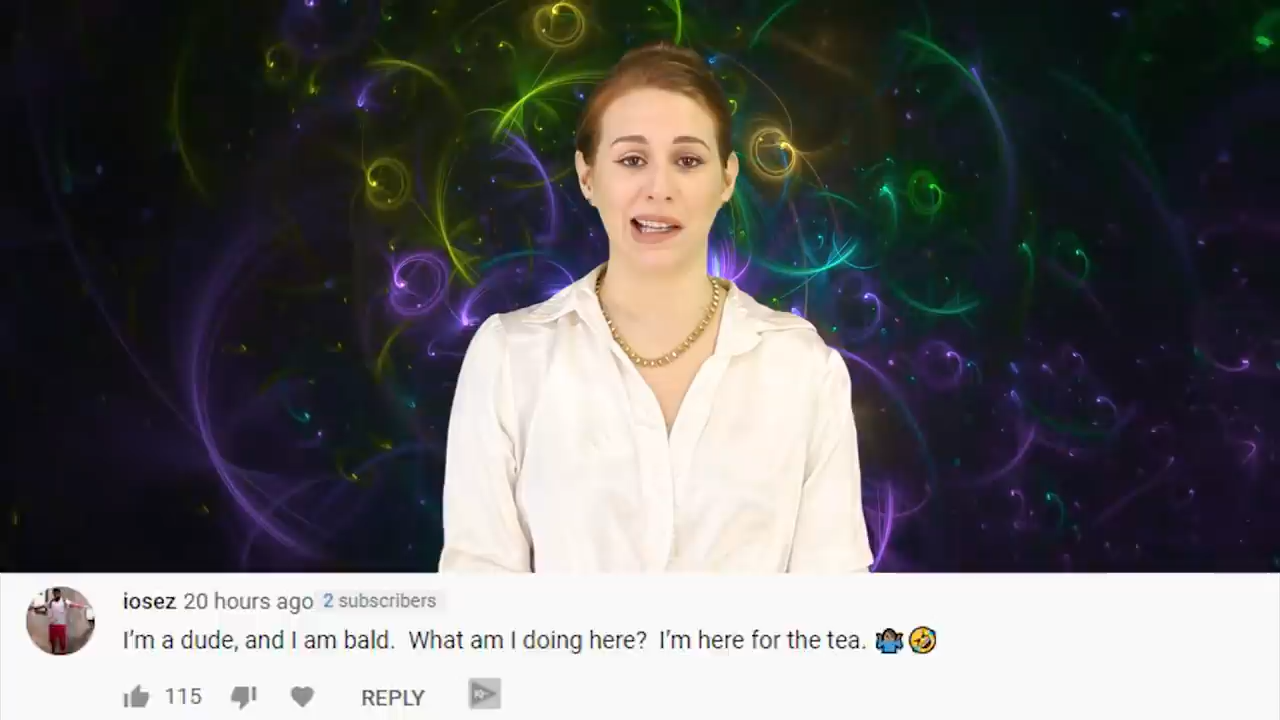 iosez 20 hours ago 2 subscribers
I'm a dude, and I am bald. What am I doing here? I'm here for the tea. 🤷🏽‍♂️🤣
115 REPLY